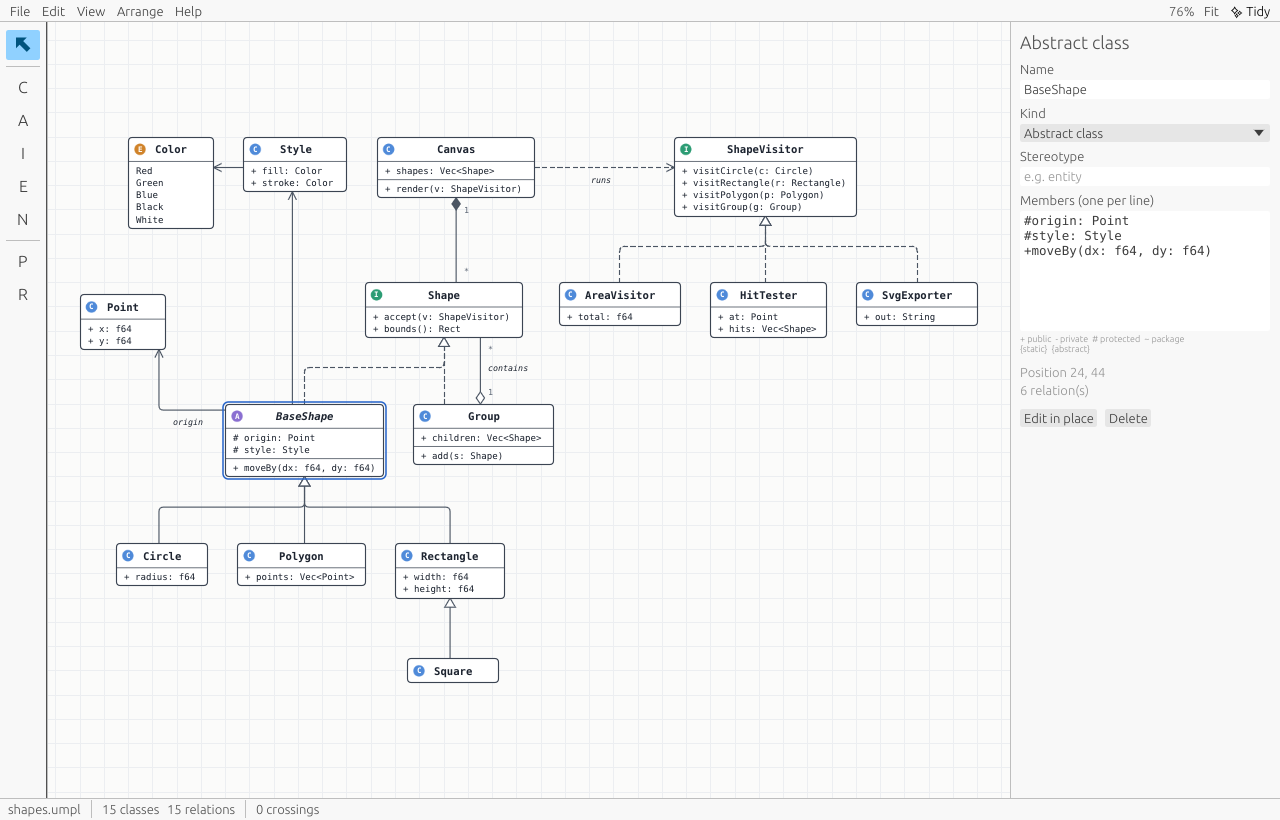 File Edit View Arrange Help
76% Fit Tidy
C
A
I
E
N
P
R
E Color
Red
Green
Blue
Black
White
C Style
+ fill: Color
+ stroke: Color
C Canvas
+ shapes: Vec<Shape>
+ render(v: ShapeVisitor)
runs
1
*
I ShapeVisitor
+ visitCircle(c: Circle)
+ visitRectangle(r: Rectangle)
+ visitPolygon(p: Polygon)
+ visitGroup(g: Group)
C Point
+ x: f64
+ y: f64
I Shape
+ accept(v: ShapeVisitor)
+ bounds(): Rect
C AreaVisitor
+ total: f64
C HitTester
+ at: Point
+ hits: Vec<Shape>
C SvgExporter
+ out: String
*
contains
1
origin
A BaseShape
# origin: Point
# style: Style
+ moveBy(dx: f64, dy: f64)
C Group
+ children: Vec<Shape>
+ add(s: Shape)
C Circle
+ radius: f64
C Polygon
+ points: Vec<Point>
C Rectangle
+ width: f64
+ height: f64
C Square
Abstract class
Name
BaseShape
Kind
Abstract class
Stereotype
e.g. entity
Members (one per line)
#origin: Point
#style: Style
+moveBy(dx: f64, dy: f64)
+ public - private # protected ~ package
{static} {abstract}
Position 24, 44
6 relation(s)
Edit in place Delete
shapes.umpl 15 classes 15 relations 0 crossings